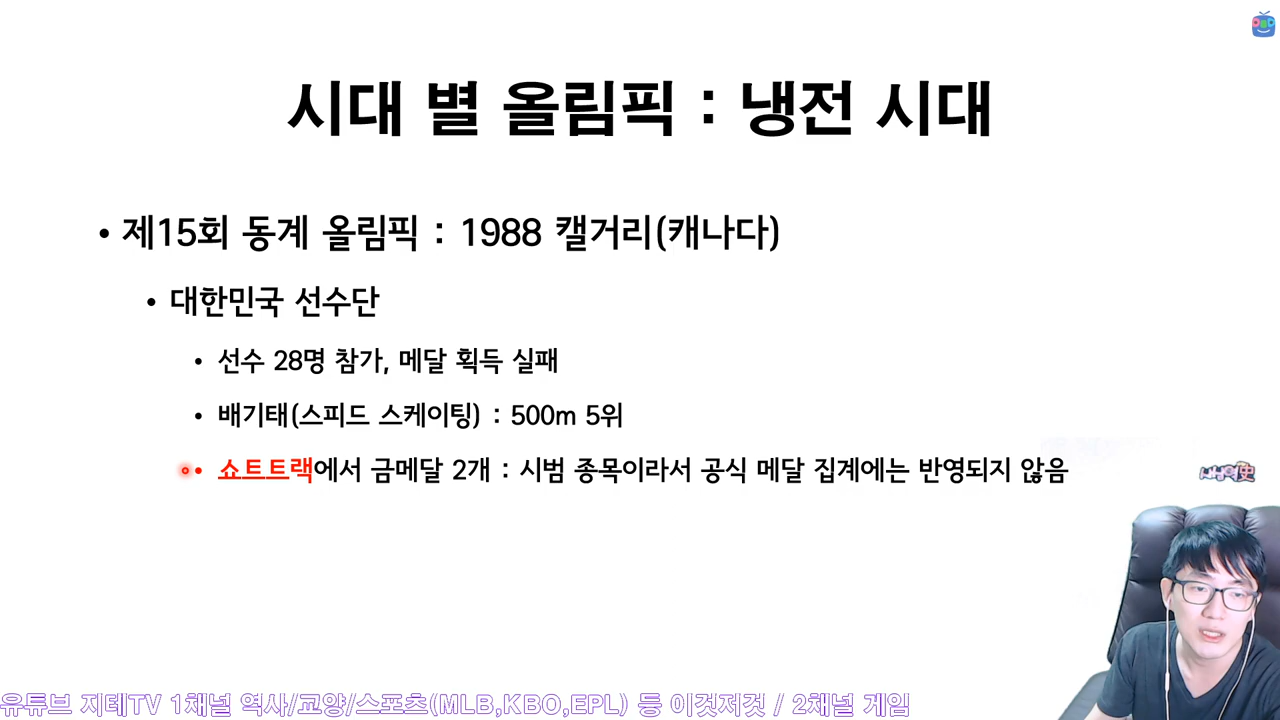 시대 별 올림픽 : 냉전 시대
• 제15회 동계 올림픽 : 1988 캘거리(캐나다)
• 대한민국 선수단
• 선수 28명 참가, 메달 획득 실패
• 배기태(스피드 스케이팅) : 500m 5위
• 쇼트트랙에서 금메달 2개 : 시범 종목이라서 공식 메달 집계에는 반영되지 않음
유튜브 지테TV 1채널 역사/교양/스포츠(MLB,KBO,EPL) 등 이것저것 / 2채널 게임